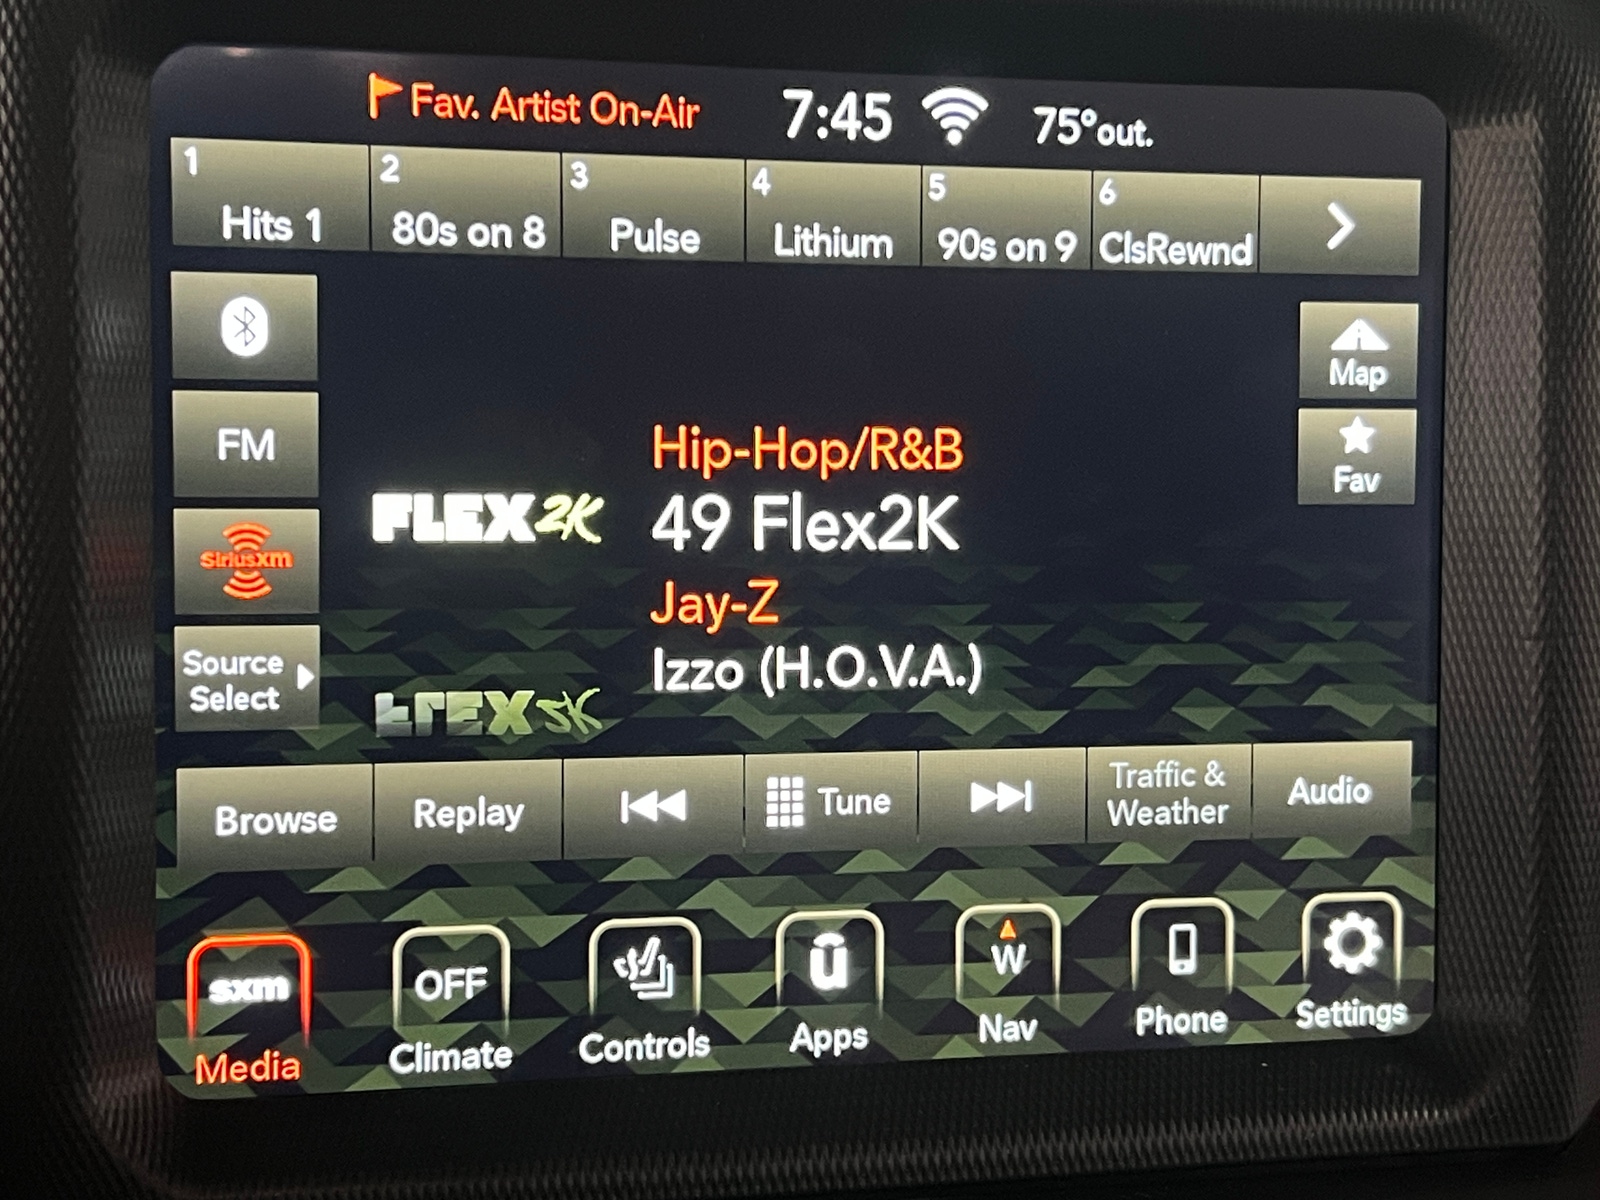 Fav. Artist On-Air 7:45 75°out.
1 2 3 4 5 6
Hits 1 80s on 8 Pulse Lithium 90s on 9 ClsRewnd
Map
FM
Fav
Hip-Hop/R&B
FLEX2K
49 Flex2K
siriusxm
Jay-Z
Izzo (H.O.V.A.)
Source
Select
Browse Replay Tune Traffic & Weather Audio
sxm OFF ū W
Media Climate Controls Apps Nav Phone Settings